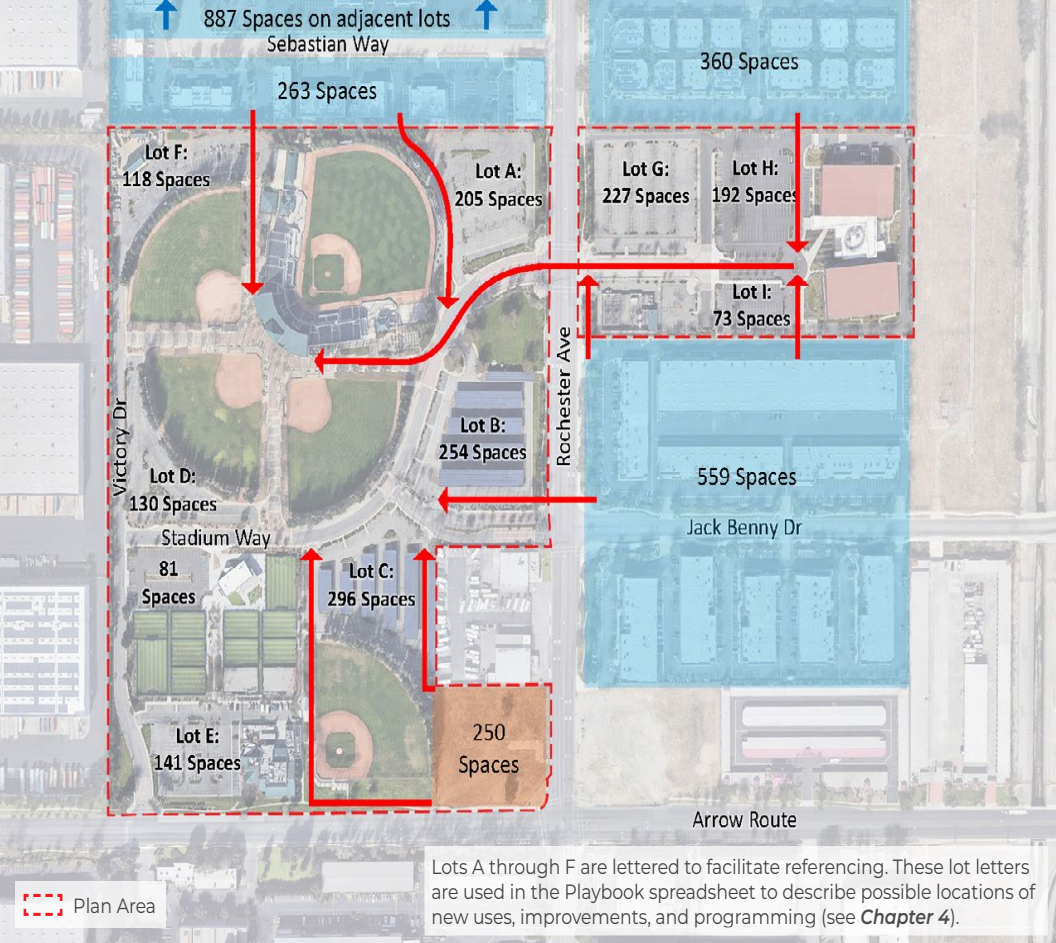 887 Spaces on adjacent lots
Sebastian Way
263 Spaces
360 Spaces
Lot F:
118 Spaces
Lot A:
205 Spaces
Lot G:
227 Spaces
Lot H:
192 Spaces
Lot I:
73 Spaces
Rochester Ave
Victory Dr
Lot B:
254 Spaces
Lot D:
130 Spaces
559 Spaces
Jack Benny Dr
Stadium Way
81
Spaces
Lot C:
296 Spaces
Lot E:
141 Spaces
250
Spaces
Arrow Route
Plan Area
Lots A through F are lettered to facilitate referencing. These lot letters
are used in the Playbook spreadsheet to describe possible locations of
new uses, improvements, and programming (see Chapter 4).